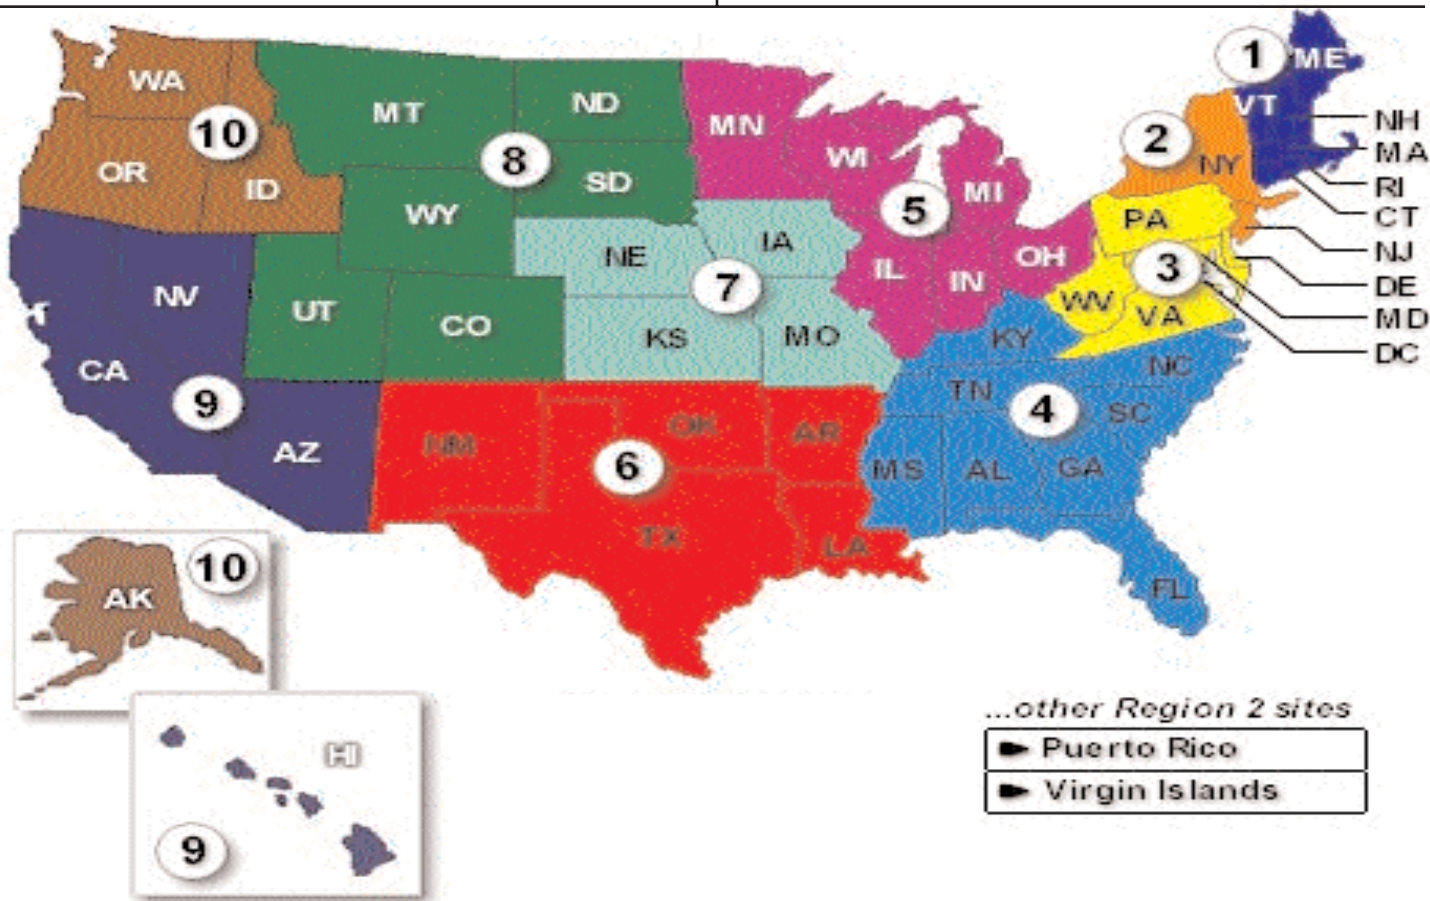 1
ME
WA
VT
MT
ND
NH
MN
10
2
MA
8
WI
NY
OR
SD
RI
ID
5
MI
WY
PA
CT
IA
NE
OH
NJ
IL
3
IN
NV
7
DE
WV
UT
VA
MD
CO
KS
MO
KY
DC
CA
NC
TN
9
4
SC
NM
OK
AR
AZ
6
MS
AL
GA
TX
LA
10
FL
AK
...other Region 2 sites
Puerto Rico
HI
Virgin Islands
9